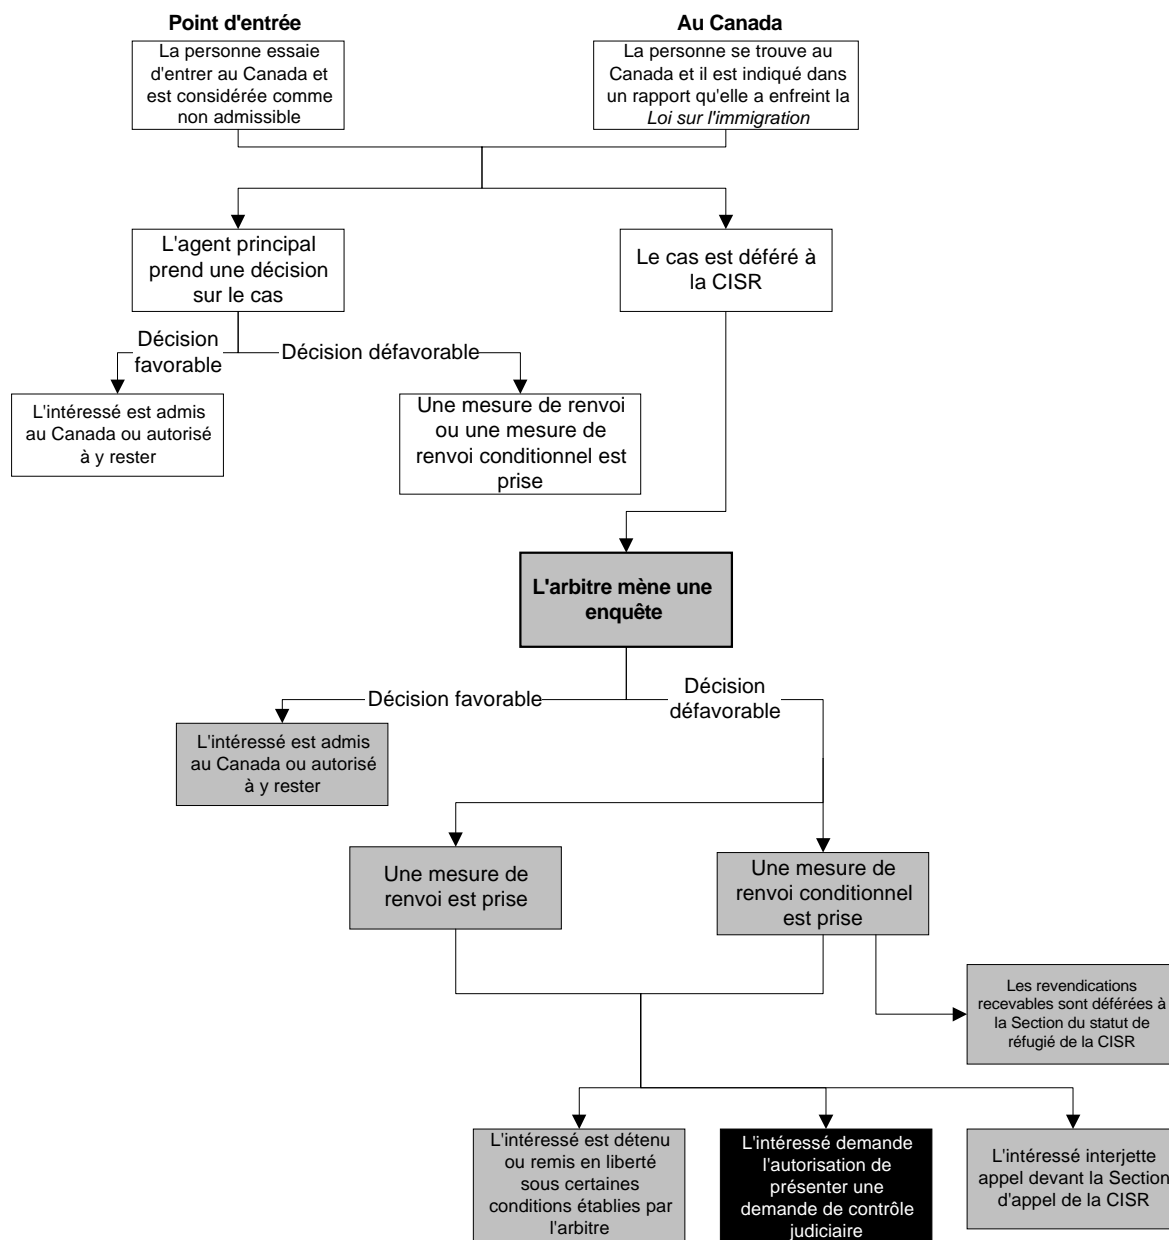 Point d'entrée
Au Canada
La personne essaie
d'entrer au Canada et
est considérée comme
non admissible
La personne se trouve au
Canada et il est indiqué dans
un rapport qu'elle a enfreint la
Loi sur l'immigration
L'agent principal
prend une décision
sur le cas
Le cas est déféré à
la CISR
Décision
favorable
Décision défavorable
L'intéressé est admis
au Canada ou autorisé
à y rester
Une mesure de renvoi
ou une mesure de
renvoi conditionnel est
prise
L'arbitre mène une
enquête
Décision favorable
Décision
défavorable
L'intéressé est admis
au Canada ou autorisé
à y rester
Une mesure de
renvoi est prise
Une mesure de
renvoi conditionnel
est prise
Les revendications
recevables sont déférées à
la Section du statut de
réfugié de la CISR
L'intéressé est détenu
ou remis en liberté
sous certaines
conditions établies par
l'arbitre
L'intéressé demande
l'autorisation de
présenter une
demande de contrôle
judiciaire
L'intéressé interjette
appel devant la Section
d'appel de la CISR